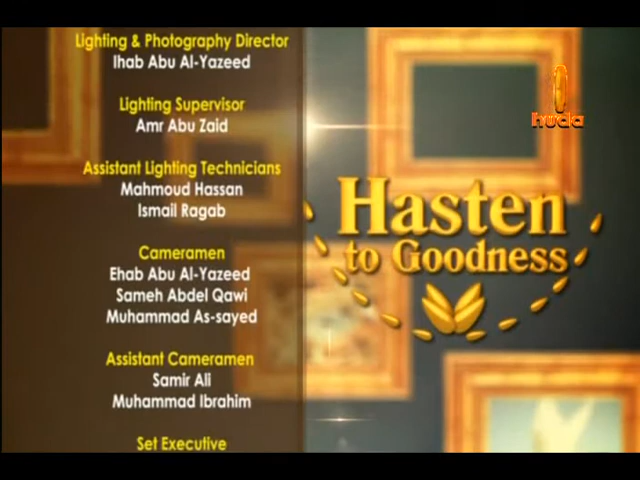 Lighting & Photography Director
Ihab Abu Al-Yazeed
Lighting Supervisor
Amr Abu Zaid
Assistant Lighting Technicians
Mahmoud Hassan
Ismail Ragab
Cameramen
Ehab Abu Al-Yazeed
Sameh Abdel Qawi
Muhammad As-sayed
Assistant Cameramen
Samir Ali
Muhammad Ibrahim
Set Executive
huda
Hasten
to Goodness